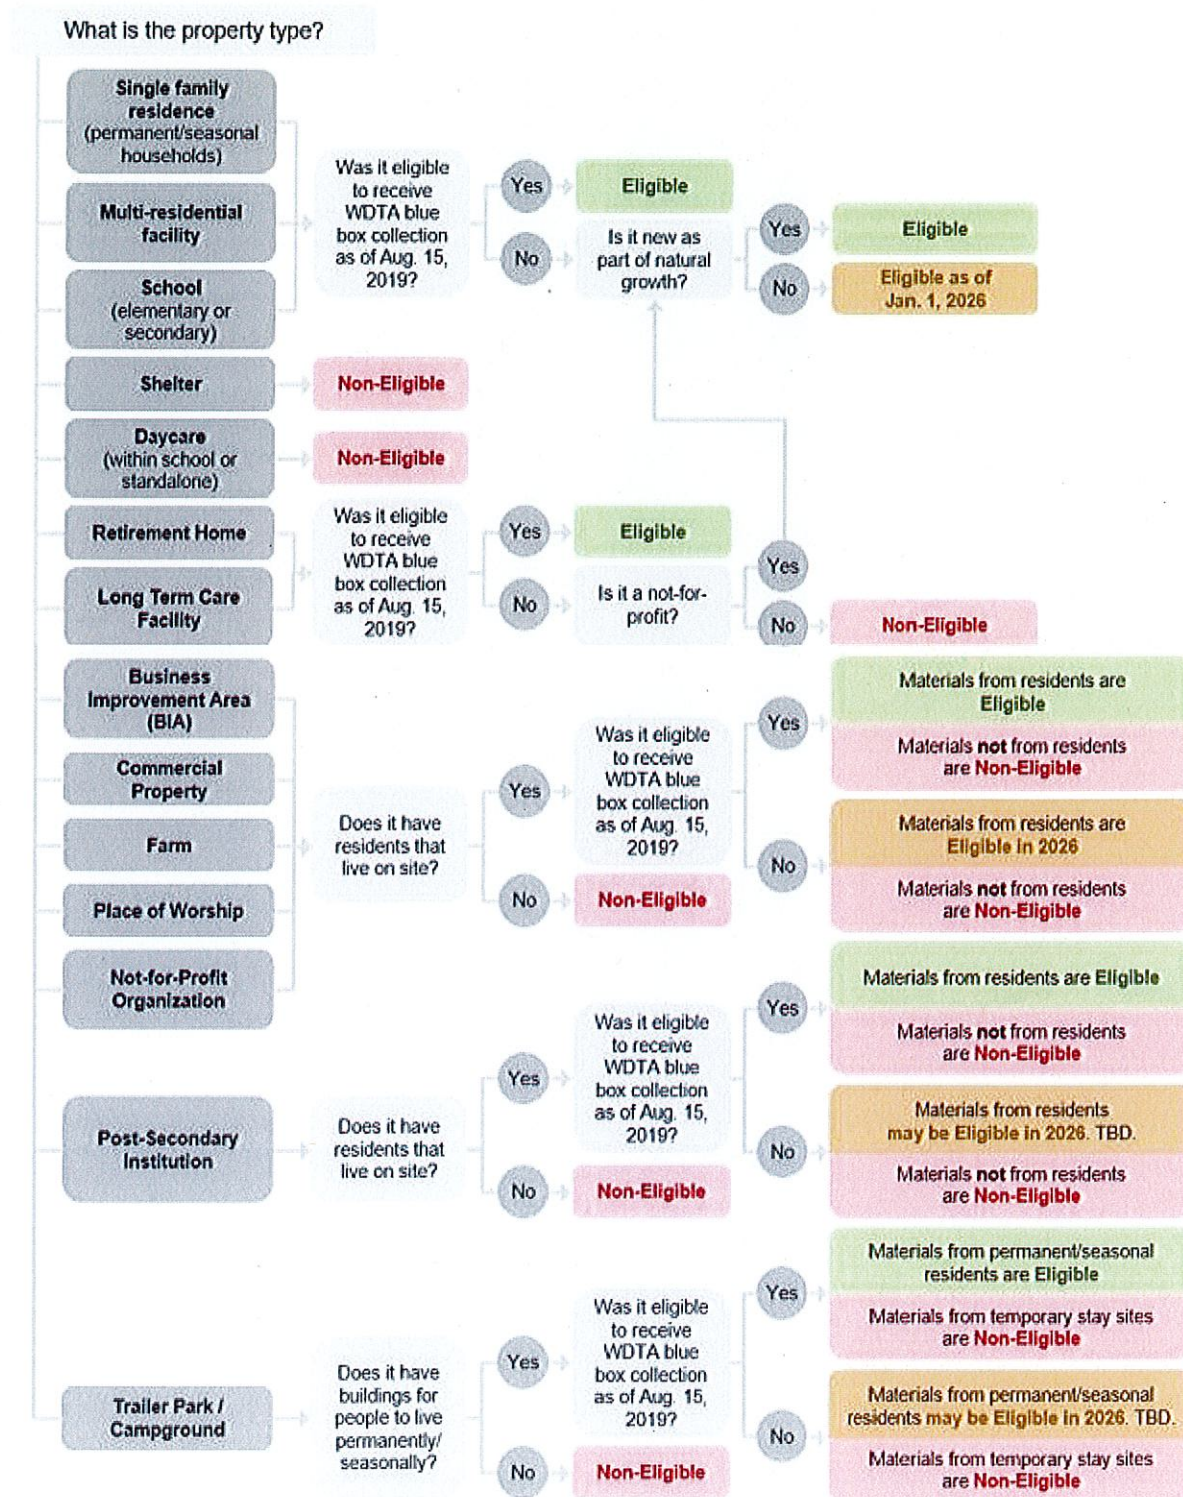 What is the property type?
Single family
residence
(permanent/seasonal
households)
Multi-residential
facility
School
(elementary or
secondary)
Was it eligible
to receive
WDTA blue
box collection
as of Aug. 15,
2019?
Yes
Eligible
No
Is it new as
part of natural
growth?
Yes
Eligible
No
Eligible as of
Jan. 1, 2026
Shelter
Non-Eligible
Daycare
(within school or
standalone)
Non-Eligible
Retirement Home
Long Term Care
Facility
Was it eligible
to receive
WDTA blue
box collection
as of Aug. 15,
2019?
Yes
Eligible
No
Is it a not-for-
profit?
Yes
No
Non-Eligible
Business
Improvement Area
(BIA)
Commercial
Property
Farm
Place of Worship
Not-for-Profit
Organization
Does it have
residents that
live on site?
Yes
Was it eligible
to receive
WDTA blue
box collection
as of Aug. 15,
2019?
No
Non-Eligible
Yes
Materials from residents are
Eligible
Materials not from residents
are Non-Eligible
No
Materials from residents are
Eligible in 2026
Materials not from residents
are Non-Eligible
Post-Secondary
Institution
Does it have
residents that
live on site?
Yes
Was it eligible
to receive
WDTA blue
box collection
as of Aug. 15,
2019?
No
Non-Eligible
Yes
Materials from residents are Eligible
Materials not from residents
are Non-Eligible
No
Materials from residents
may be Eligible in 2026. TBD.
Materials not from residents
are Non-Eligible
Trailer Park /
Campground
Does it have
buildings for
people to live
permanently/
seasonally?
Yes
Was it eligible
to receive
WDTA blue
box collection
as of Aug. 15,
2019?
No
Non-Eligible
Yes
Materials from permanent/seasonal
residents are Eligible
Materials from temporary stay sites
are Non-Eligible
No
Materials from permanent/seasonal
residents may be Eligible in 2026. TBD.
Materials from temporary stay sites
are Non-Eligible